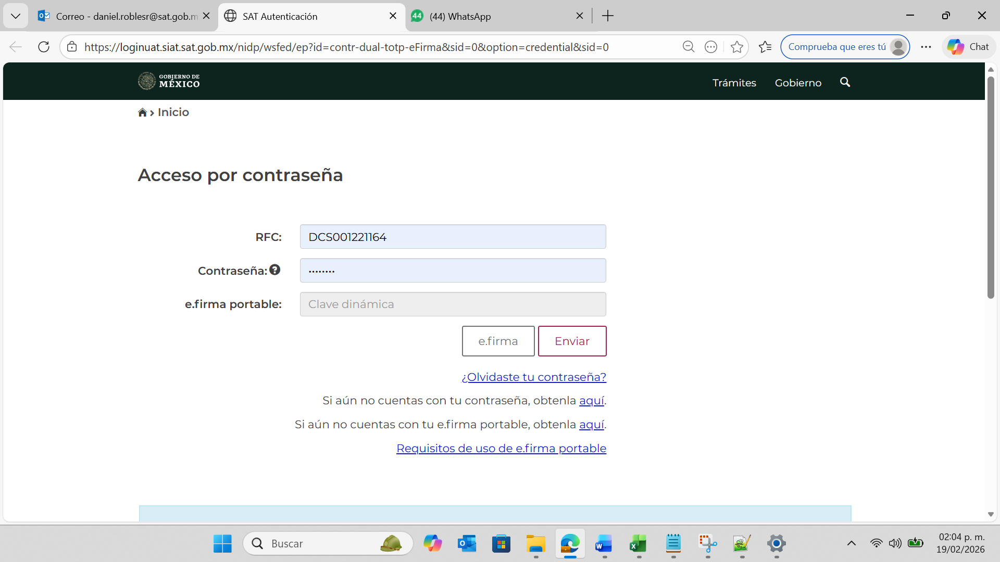 Correo - daniel.roblesr@sat.gob.m
SAT Autenticación
44
(44) WhatsApp
https://loginuat.siat.sat.gob.mx/nidp/wsfed/ep?id=contr-dual-totp-eFirma&sid=0&option=credential&sid=0
Comprueba que eres tú
Chat
GOBIERNO DE
MÉXICO
Trámites
Gobierno
Inicio
Acceso por contraseña
RFC:
DCS001221164
Contraseña:
........
e.firma portable:
Clave dinámica
e.firma
Enviar
¿Olvidaste tu contraseña?
Si aún no cuentas con tu contraseña, obtenla aquí.
Si aún no cuentas con tu e.firma portable, obtenla aquí.
Requisitos de uso de e.firma portable
Buscar
02:04 p. m.
19/02/2026